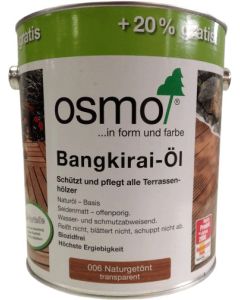 + 20% gratis
gratis
osmo
...in form und farbe
Bangkirai-Öl
Schützt und pflegt alle Terrassen-
hölzer
Naturöl - Basis
Seidenmatt - offenporig.
Wasser- und schmutzabweisend.
Reißt nicht, blättert nicht, schuppt nicht ab.
Biozidfrei
Höchste Ergiebigkeit
006 Naturgetönt
transparent